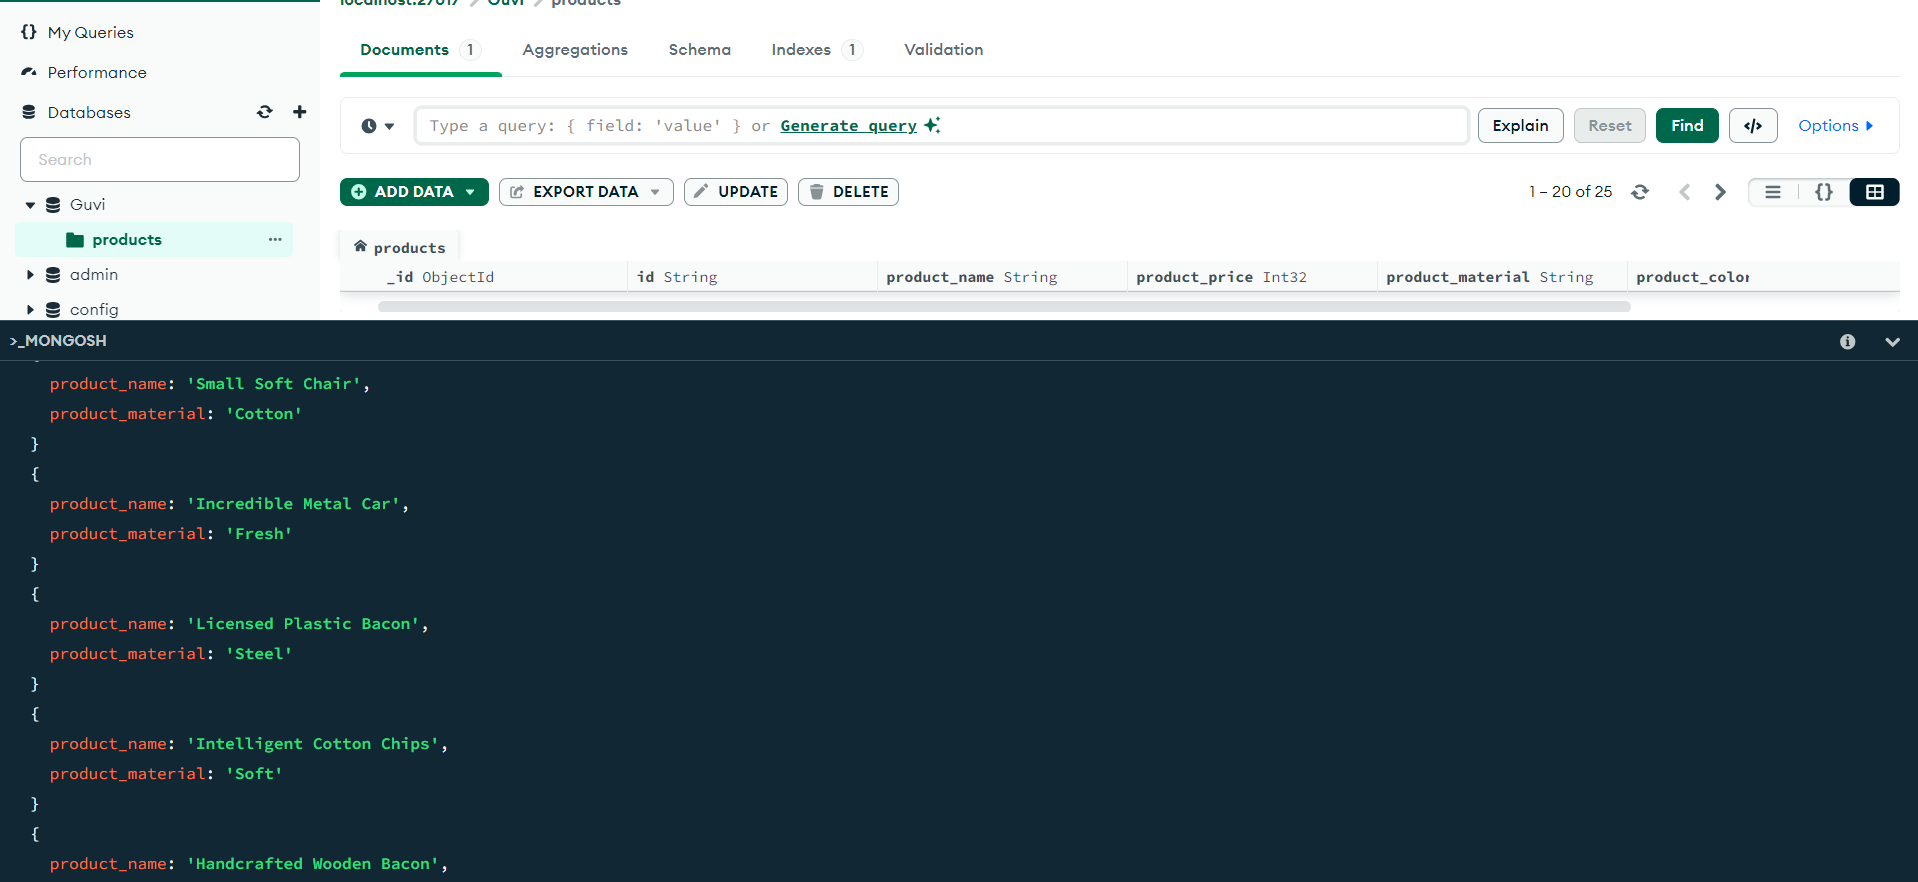 localhost:27017 / Guvi / products
My Queries
Performance
Databases
Search
Guvi
products
admin
config
Documents 1 Aggregations Schema Indexes 1 Validation
Type a query: { field: 'value' } or Generate query
Explain Reset Find </> Options
ADD DATA EXPORT DATA UPDATE DELETE 1 – 20 of 25 {}
products
_id ObjectId id String product_name String product_price Int32 product_material String product_color
>_MONGOSH
product_name: 'Small Soft Chair',
product_material: 'Cotton'
}
{
product_name: 'Incredible Metal Car',
product_material: 'Fresh'
}
{
product_name: 'Licensed Plastic Bacon',
product_material: 'Steel'
}
{
product_name: 'Intelligent Cotton Chips',
product_material: 'Soft'
}
{
product_name: 'Handcrafted Wooden Bacon',